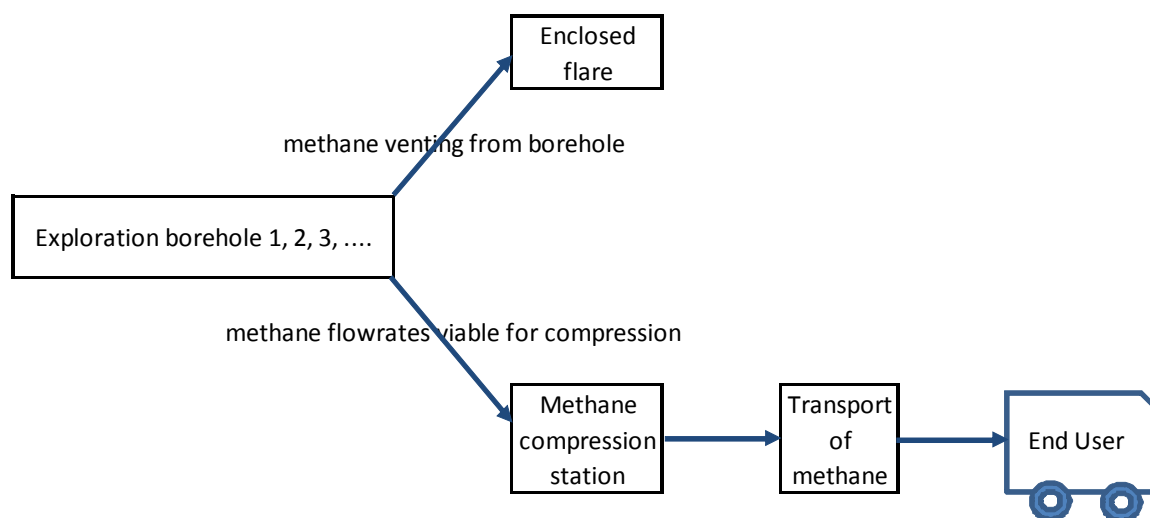 Enclosed
flare
methane venting from borehole
Exploration borehole 1, 2, 3, ....
methane flowrates viable for compression
Methane
compression
station
Transport
of
methane
End User